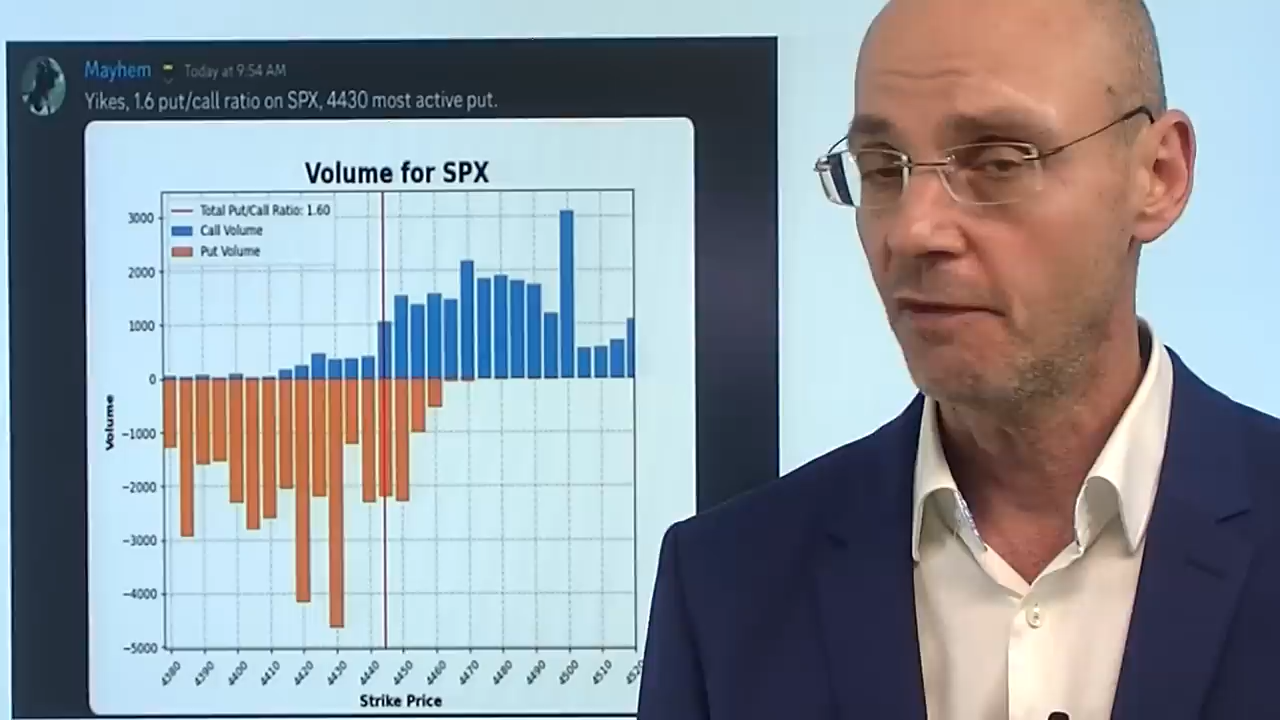 Mayhem Today at 9:54 AM
Yikes, 1.6 put/call ratio on SPX, 4430 most active put.
Volume for SPX
Total Put/Call Ratio: 1.60
Call Volume
Put Volume
3000
2000
1000
0
−1000
−2000
−3000
−4000
−5000
Volume
4380 4390 4400 4410 4420 4430 4440 4450 4460 4470 4480 4490 4500 4510 4520
Strike Price